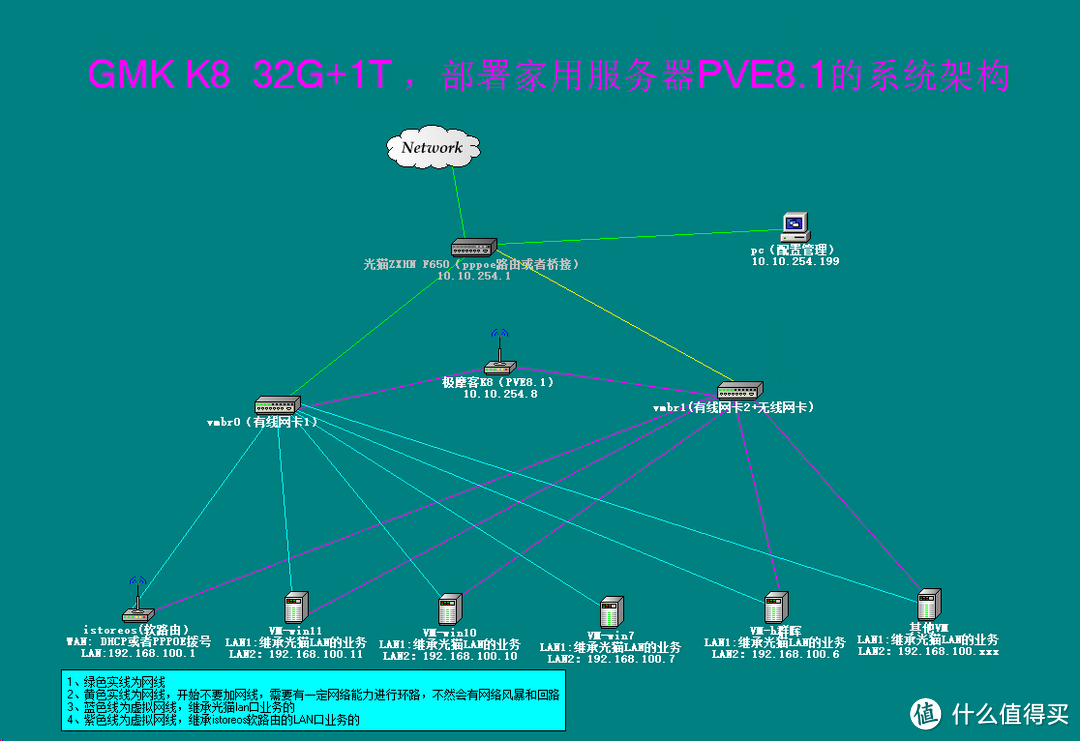 GMK K8 32G+1T ，部署家用服务器PVE8.1的系统架构
Network
pc（配置管理）
10.10.254.199
光猫ZXHN F650（pppoe路由或者桥接）
10.10.254.1
极摩客K8（PVE8.1）
10.10.254.8
vmbr0（有线网卡1）
vmbr1(有线网卡2+无线网卡）
istoreos(软路由）
WAN: DHCP或者PPPOE拨号
LAN:192.168.100.1
VM-win11
LAN1:继承光猫LAN的业务
LAN2: 192.168.100.11
VM-win10
LAN1:继承光猫LAN的业务
LAN2: 192.168.100.10
VM-win7
LAN1:继承光猫LAN的业务
LAN2: 192.168.100.7
VM-h群晖
LAN1:继承光猫LAN的业务
LAN2: 192.168.100.6
其他VM
LAN1:继承光猫LAN的业务
LAN2: 192.168.100.xxx
1、绿色实线为网线
2、黄色实线为网线，开始不要加网线，需要有一定网络能力进行环路，不然会有网络风暴和回路
3、蓝色线为虚拟网线，继承光猫lan口业务的
4、紫色线为虚拟网线，继承istoreos软路由的LAN口业务的
值 什么值得买